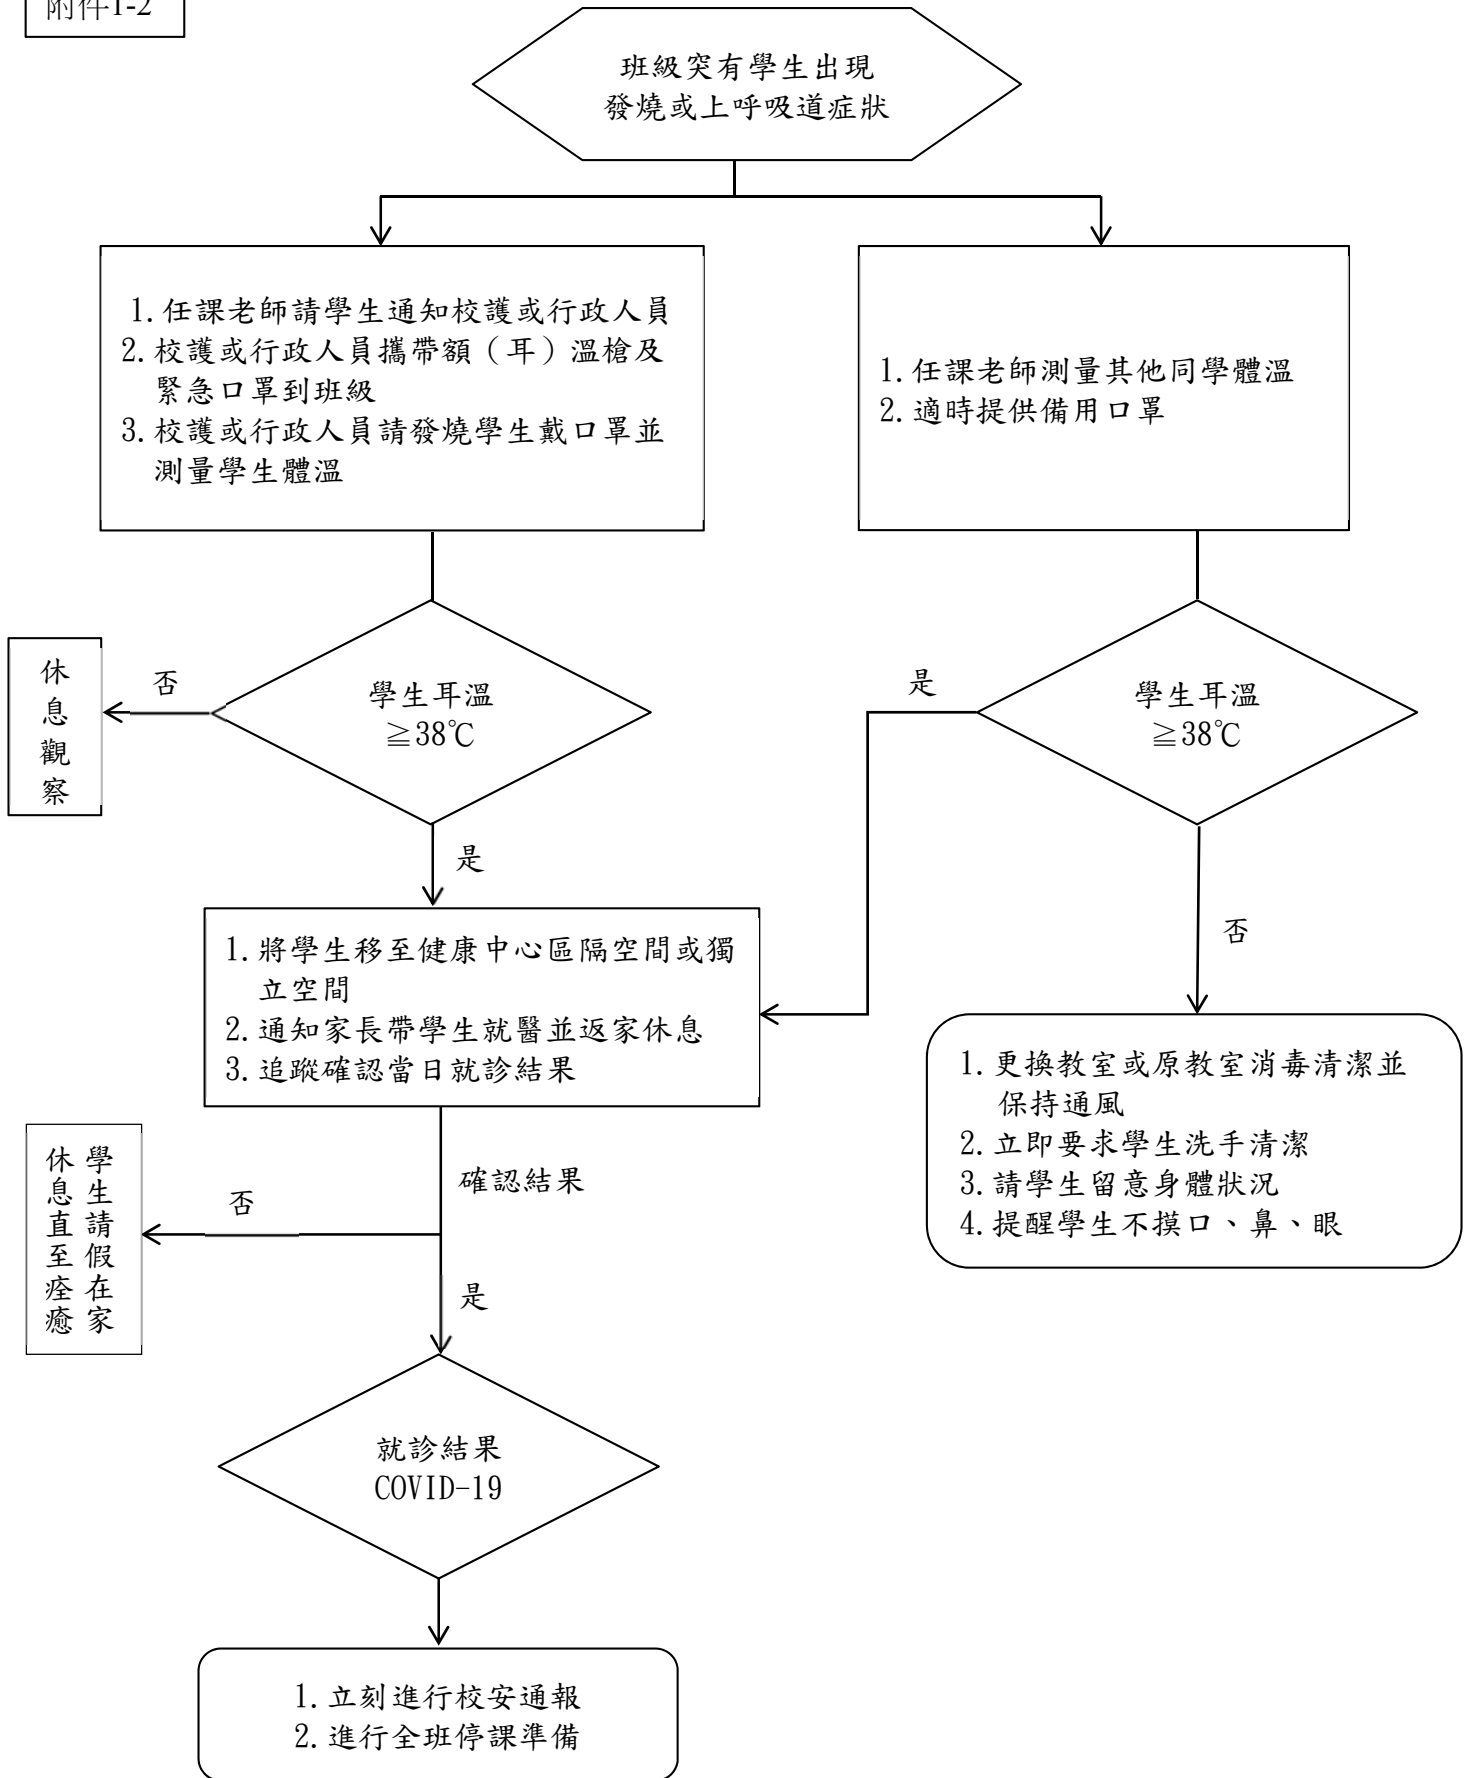 附件1-2
班級突有學生出現
發燒或上呼吸道症狀
1.任課老師請學生通知校護或行政人員
2.校護或行政人員攜帶額（耳）溫槍及
緊急口罩到班級
3.校護或行政人員請發燒學生戴口罩並
測量學生體溫
1.任課老師測量其他同學體溫
2.適時提供備用口罩
休息觀察
否
學生耳溫
≧38℃
是
是
學生耳溫
≧38℃
否
1.將學生移至健康中心區隔空間或獨
立空間
2.通知家長帶學生就醫並返家休息
3.追蹤確認當日就診結果
1.更換教室或原教室消毒清潔並
保持通風
2.立即要求學生洗手清潔
3.請學生留意身體狀況
4.提醒學生不摸口、鼻、眼
學生請假在家
休息直至痊癒
否
確認結果
是
就診結果
COVID-19
1.立刻進行校安通報
2.進行全班停課準備